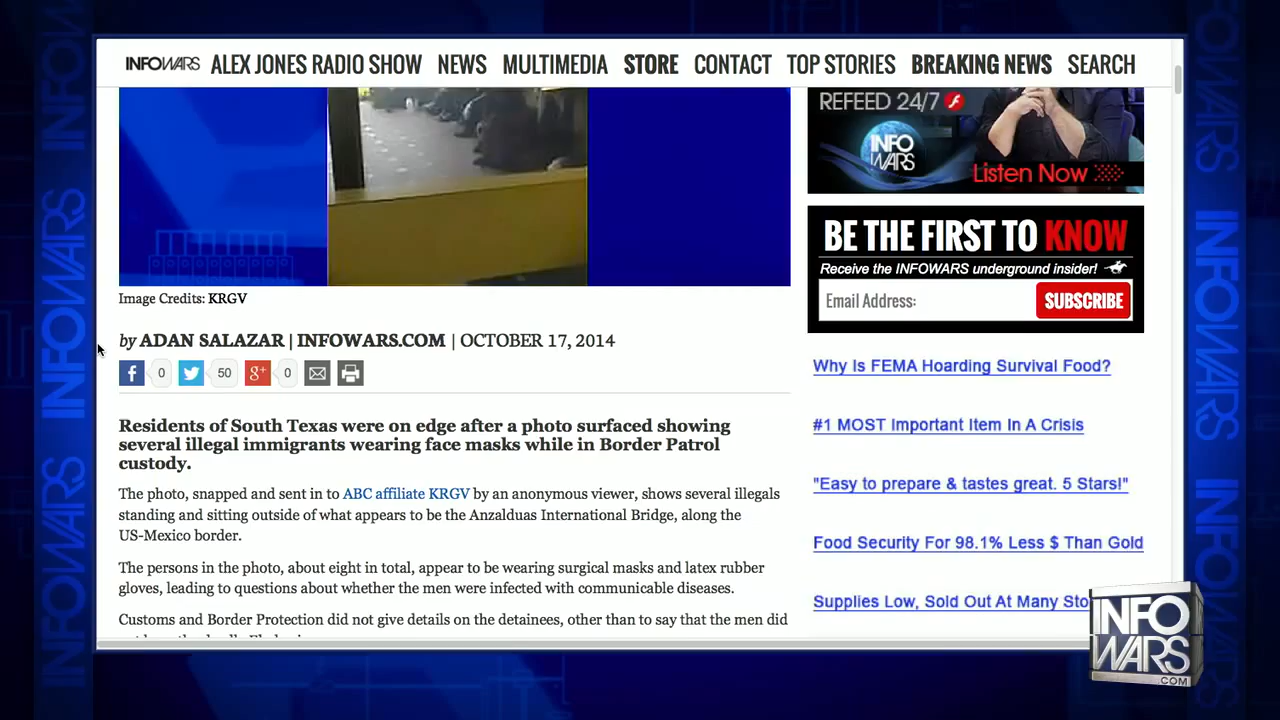 INFOWARS ALEX JONES RADIO SHOW NEWS MULTIMEDIA STORE CONTACT TOP STORIES BREAKING NEWS SEARCH
REFEED 24/7
INFO
WARS
Listen Now
BE THE FIRST TO KNOW
Receive the INFOWARS underground insider!
Email Address: SUBSCRIBE
Image Credits: KRGV
by ADAN SALAZAR | INFOWARS.COM | OCTOBER 17, 2014
f 0 50 g+ 0
Residents of South Texas were on edge after a photo surfaced showing
several illegal immigrants wearing face masks while in Border Patrol
custody.
The photo, snapped and sent in to ABC affiliate KRGV by an anonymous viewer, shows several illegals
standing and sitting outside of what appears to be the Anzalduas International Bridge, along the
US-Mexico border.
The persons in the photo, about eight in total, appear to be wearing surgical masks and latex rubber
gloves, leading to questions about whether the men were infected with communicable diseases.
Customs and Border Protection did not give details on the detainees, other than to say that the men did
Why Is FEMA Hoarding Survival Food?
#1 MOST Important Item In A Crisis
"Easy to prepare & tastes great. 5 Stars!"
Food Security For 98.1% Less $ Than Gold
Supplies Low, Sold Out At Many Sto
INFO
WARS
.COM
INFOWARS
INFOWARS
INFOWARS
INFOWARS
INFOWARS
INFOWARS